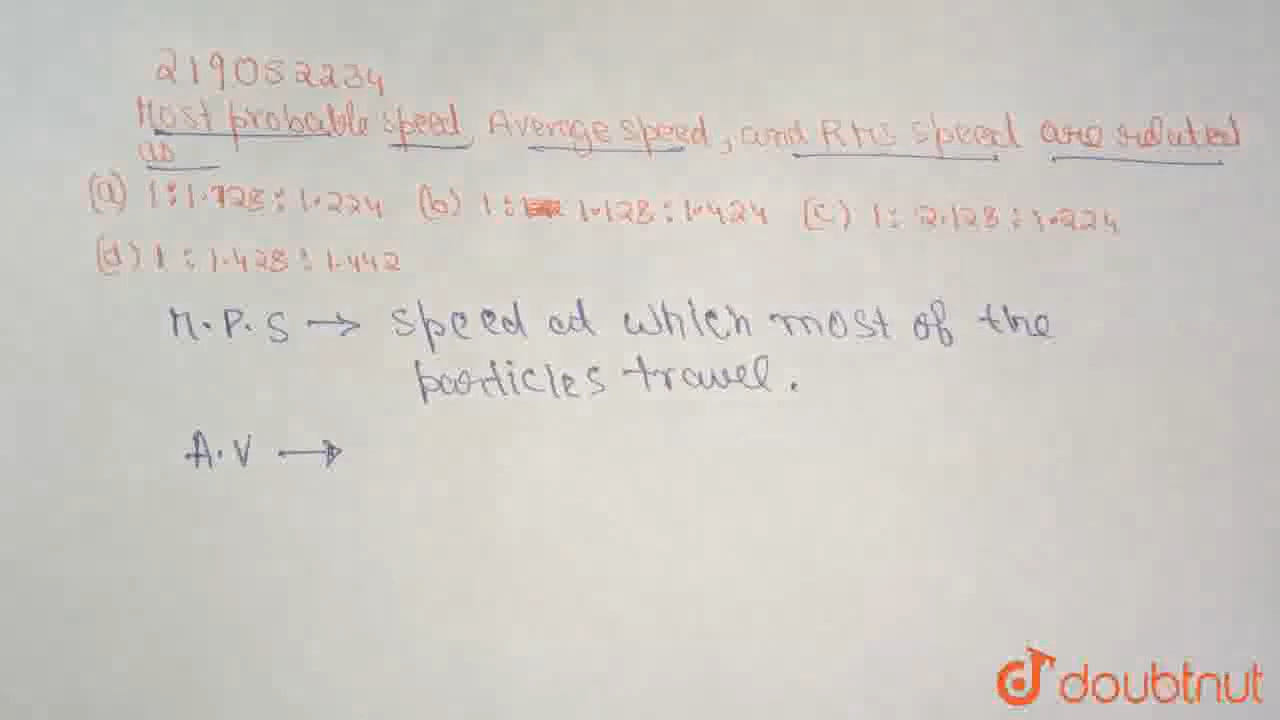 219052234
Most probable speed, Average speed, and RMS speed are related
as
(a) 1:1.128:1.224 (b) 1: 1.128:1.424 (c) 1: 2.128:1.224
(d) 1:1.428:1.442
M.P.S → speed at which most of the
particles travel.
A.V →
doubtnut